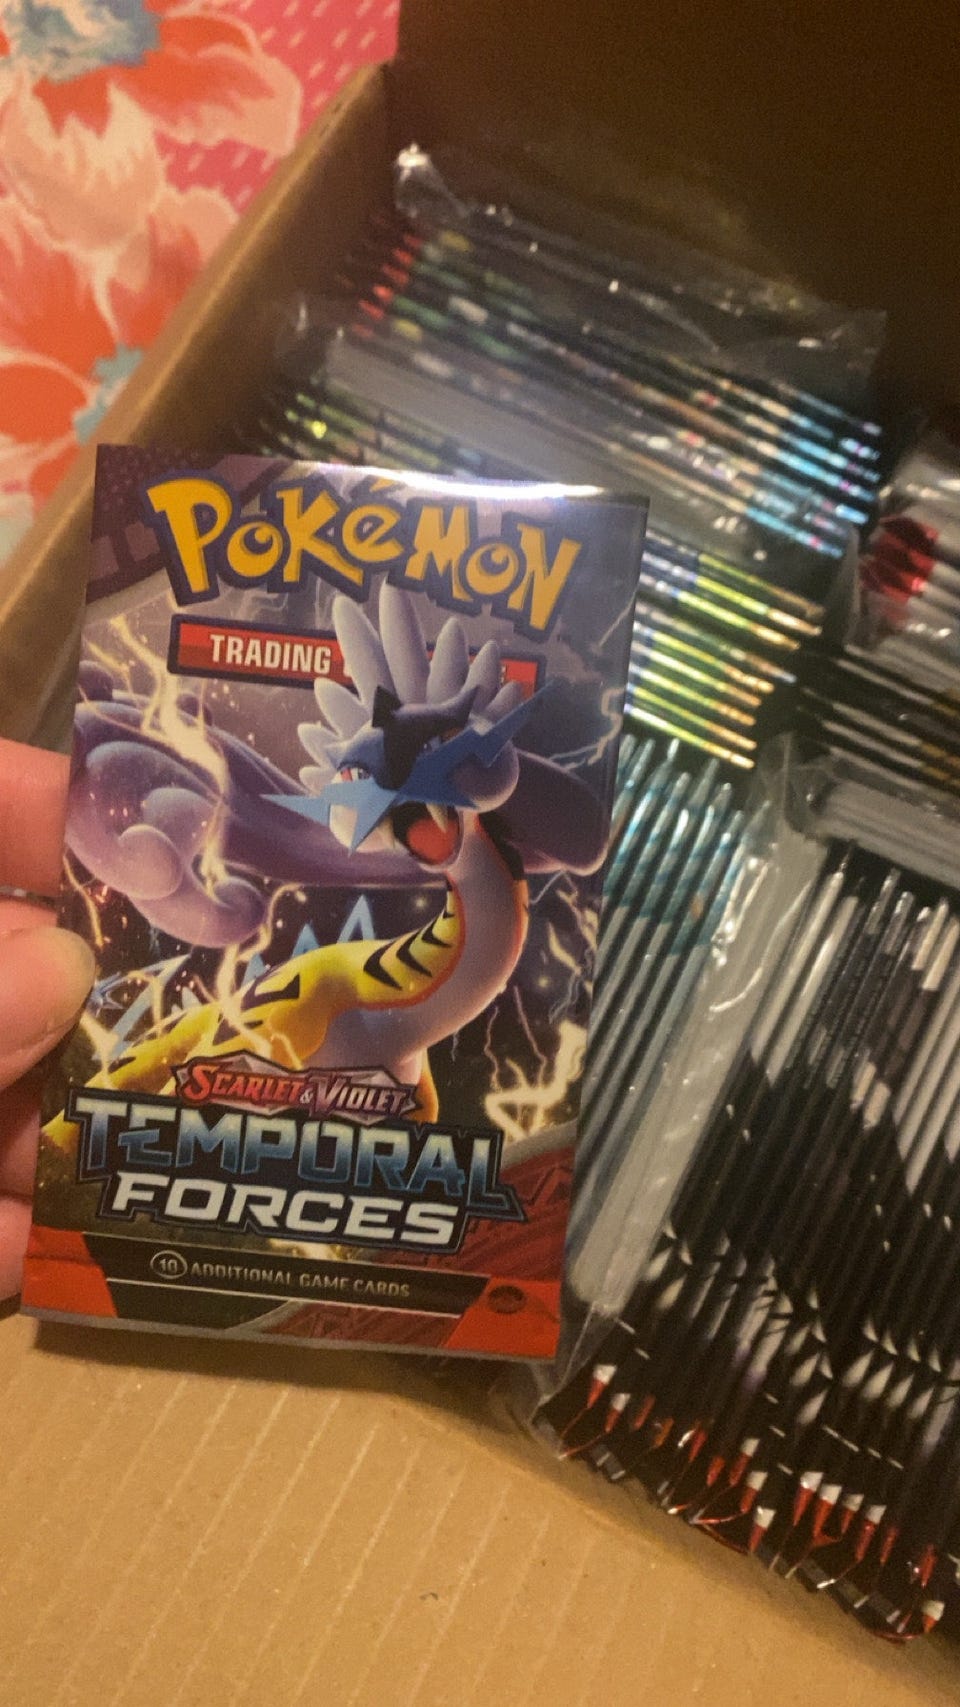 POKéMON
TRADING
SCARLET & VIOLET
TEMPORAL
FORCES
10 ADDITIONAL GAME CARDS